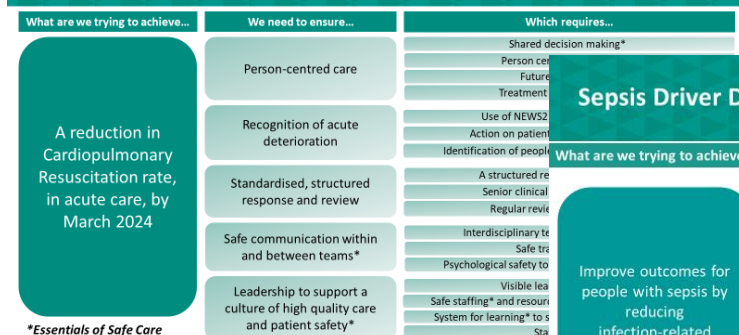 What are we trying to achieve...
We need to ensure...
Which requires...
A reduction in
Cardiopulmonary
Resuscitation rate,
in acute care, by
March 2024
*Essentials of Safe Care
Person-centred care
Recognition of acute
deterioration
Standardised, structured
response and review
Safe communication within
and between teams*
Leadership to support a
culture of high quality care
and patient safety*
Shared decision making*
Person cen
Future
Treatment
Use of NEWS2
Action on patient
Identification of people
A structured re
Senior clinical
Regular revie
Interdisciplinary te
Safe tra
Psychological safety to
Visible lea
Safe staffing* and resour
System for learning* to s
Sta
Sepsis Driver D
What are we trying to achieve
Improve outcomes for
people with sepsis by
reducing
infection-related